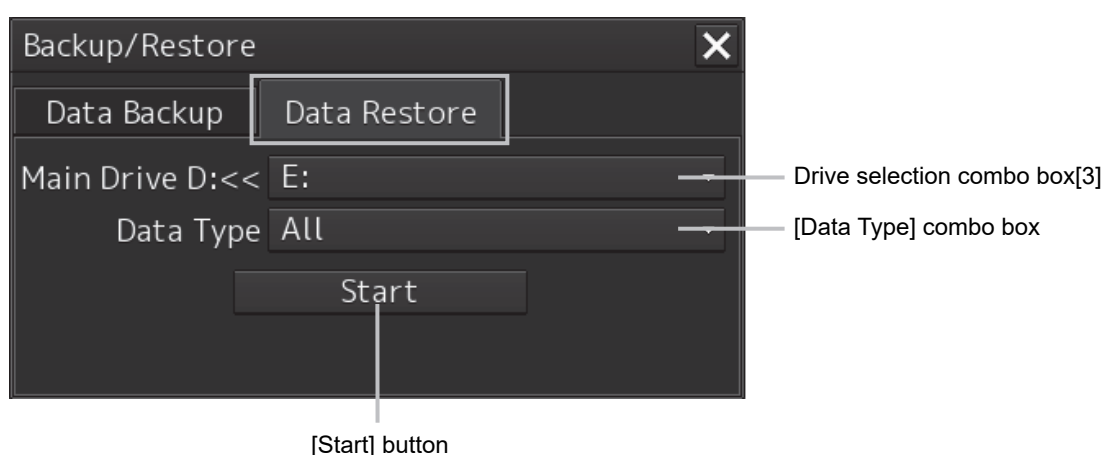 Backup/Restore
Data Backup Data Restore
Main Drive D:<< E: Drive selection combo box[3]
Data Type All [Data Type] combo box
Start
[Start] button